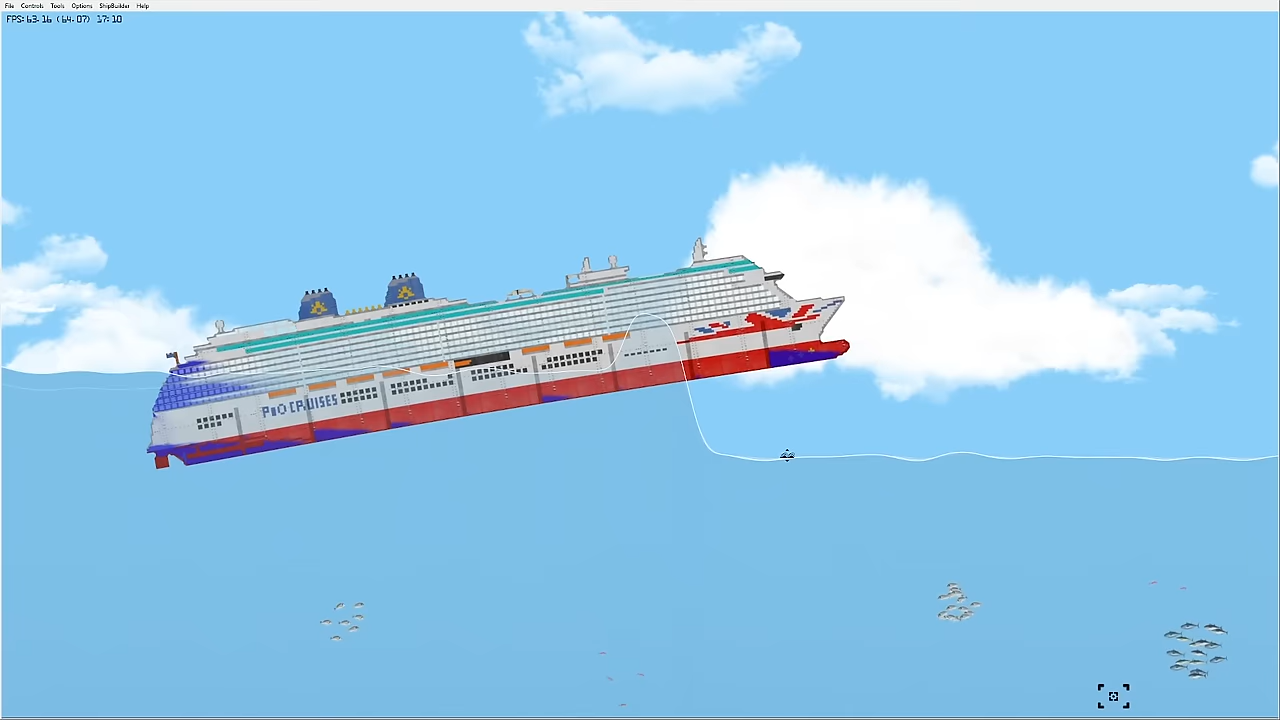 File Controls Tools Options ShipBuilder Help
FPS:63.16 (64.07) 17:10
P&O CRUISES